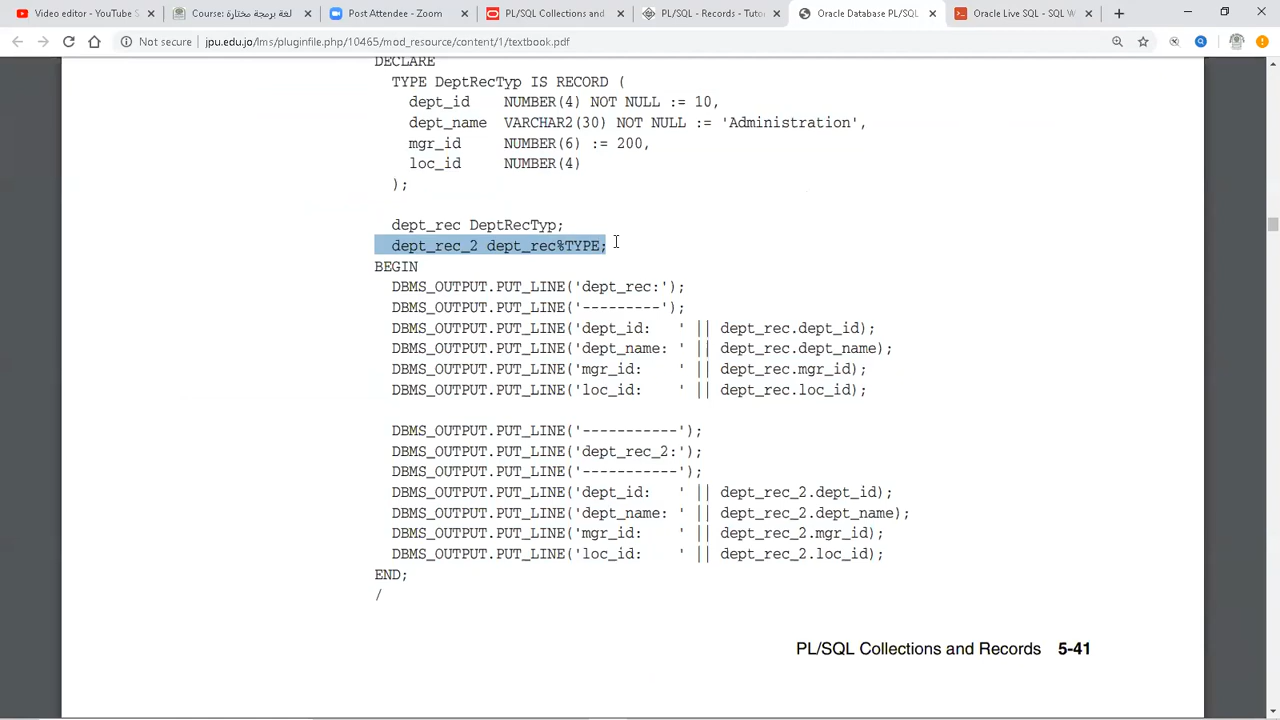 Video editor - YouTube S
Course: لغة برمجة مختارة
Post Attendee - Zoom
PL/SQL Collections and
PL/SQL - Records - Tuto
Oracle Database PL/SQL
Oracle Live SQL - SQL W
Not secure | jpu.edu.jo/lms/pluginfile.php/10465/mod_resource/content/1/textbook.pdf
DECLARE
TYPE DeptRecTyp IS RECORD (
dept_id NUMBER(4) NOT NULL := 10,
dept_name VARCHAR2(30) NOT NULL := 'Administration',
mgr_id NUMBER(6) := 200,
loc_id NUMBER(4)
);
dept_rec DeptRecTyp;
dept_rec_2 dept_rec%TYPE;
BEGIN
DBMS_OUTPUT.PUT_LINE('dept_rec:');
DBMS_OUTPUT.PUT_LINE('---------');
DBMS_OUTPUT.PUT_LINE('dept_id:   ' || dept_rec.dept_id);
DBMS_OUTPUT.PUT_LINE('dept_name: ' || dept_rec.dept_name);
DBMS_OUTPUT.PUT_LINE('mgr_id:    ' || dept_rec.mgr_id);
DBMS_OUTPUT.PUT_LINE('loc_id:    ' || dept_rec.loc_id);
DBMS_OUTPUT.PUT_LINE('-----------');
DBMS_OUTPUT.PUT_LINE('dept_rec_2:');
DBMS_OUTPUT.PUT_LINE('-----------');
DBMS_OUTPUT.PUT_LINE('dept_id:   ' || dept_rec_2.dept_id);
DBMS_OUTPUT.PUT_LINE('dept_name: ' || dept_rec_2.dept_name);
DBMS_OUTPUT.PUT_LINE('mgr_id:    ' || dept_rec_2.mgr_id);
DBMS_OUTPUT.PUT_LINE('loc_id:    ' || dept_rec_2.loc_id);
END;
/
PL/SQL Collections and Records 5-41